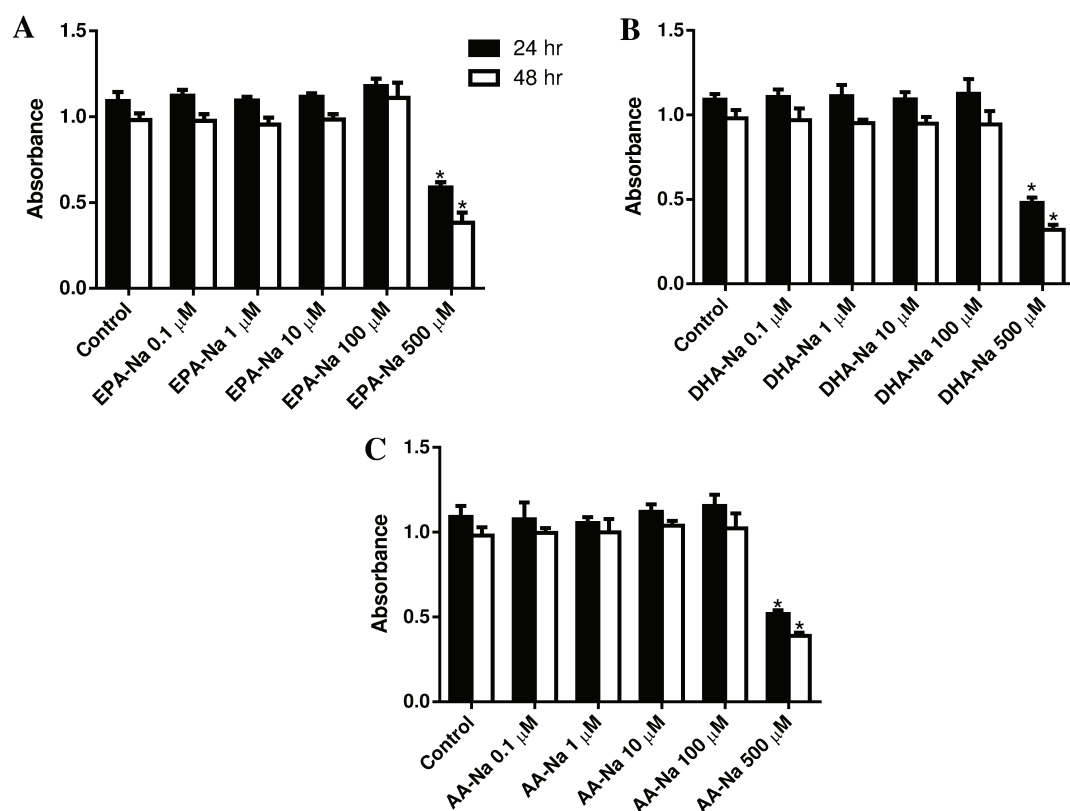 A
1.5
1.0
0.5
0.0
Absorbance
24 hr
48 hr
*
*
Control
EPA-Na 0.1 μM
EPA-Na 1 μM
EPA-Na 10 μM
EPA-Na 100 μM
EPA-Na 500 μM
B
1.5
1.0
0.5
0.0
Absorbance
*
*
Control
DHA-Na 0.1 μM
DHA-Na 1 μM
DHA-Na 10 μM
DHA-Na 100 μM
DHA-Na 500 μM
C
1.5
1.0
0.5
0.0
Absorbance
*
*
Control
AA-Na 0.1 μM
AA-Na 1 μM
AA-Na 10 μM
AA-Na 100 μM
AA-Na 500 μM